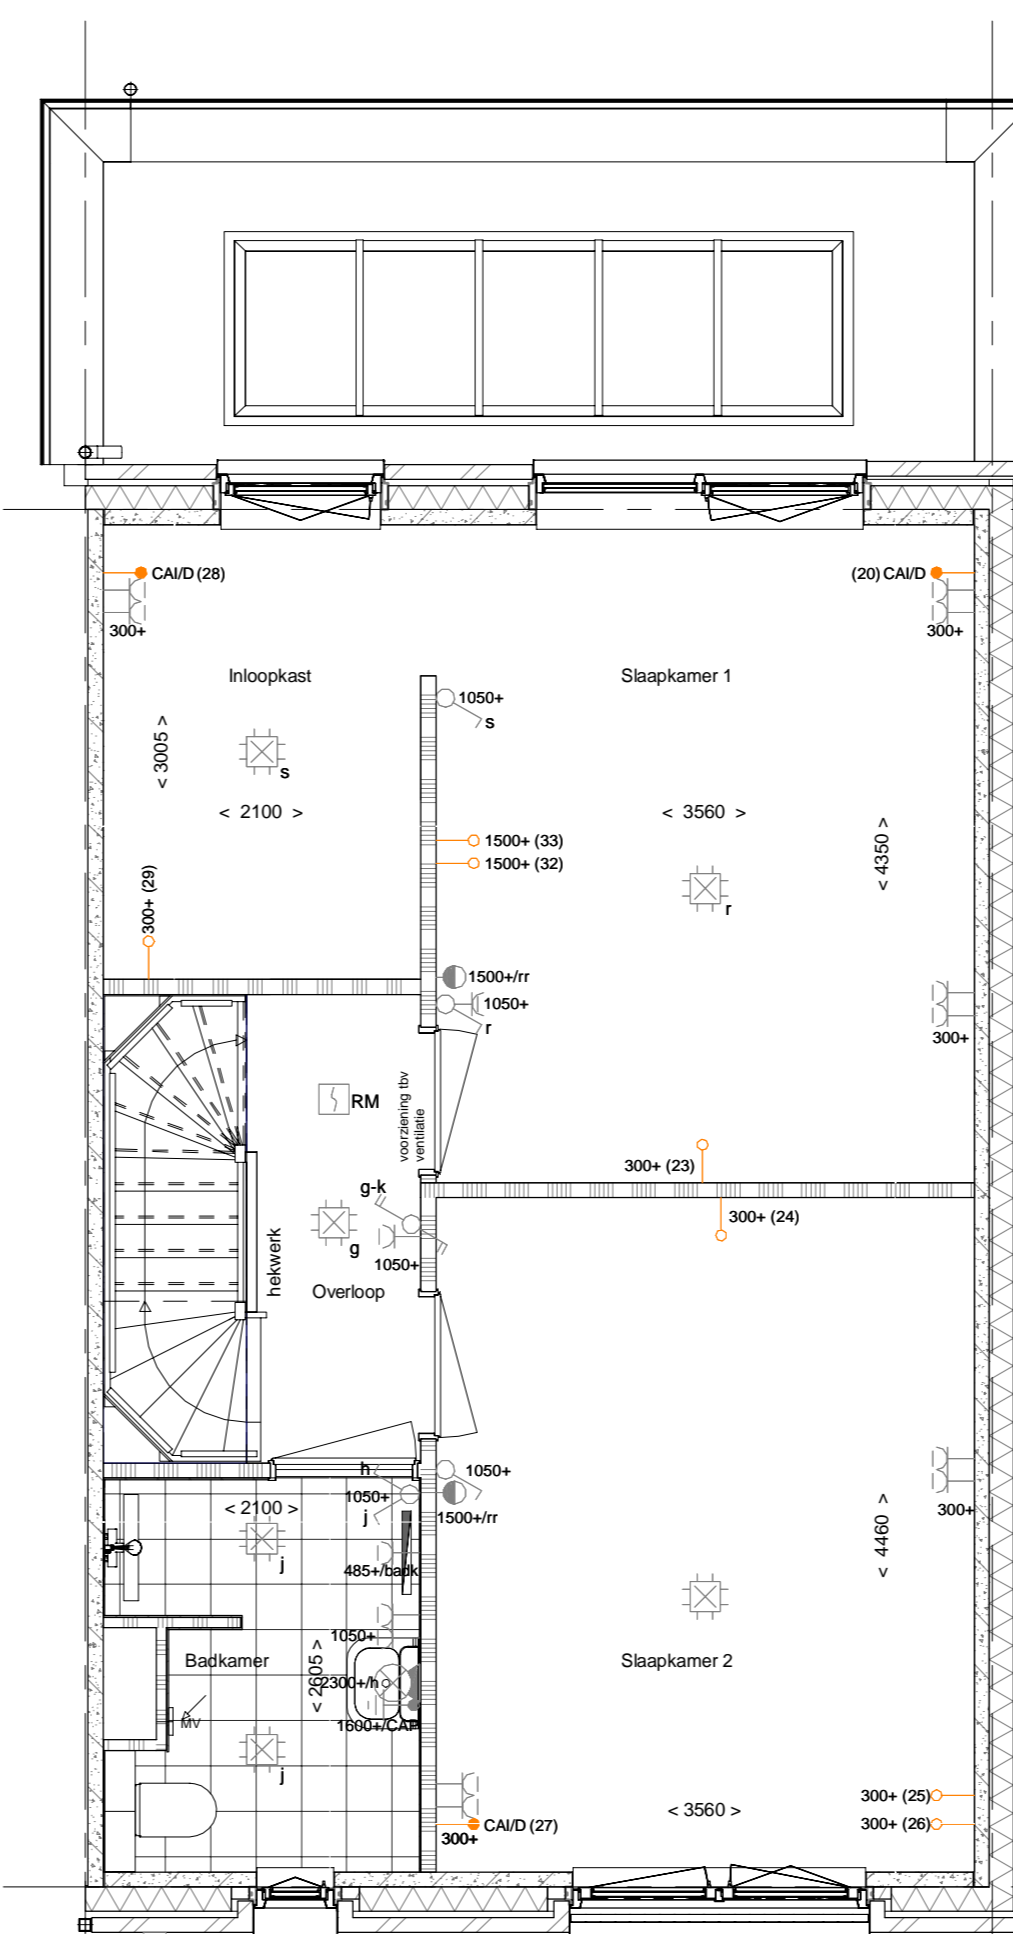 CAI/D (28)
(20) CAI/D
300+
300+
Inloopkast
Slaapkamer 1
1050+
s
< 3005 >
s
< 2100 >
< 3560 >
1500+ (33)
1500+ (32)
< 4350 >
300+ (29)
r
1500+/rr
1050+
r
300+
RM
voorziening tbv
ventilatie
300+ (23)
g-k
300+ (24)
g
hekwerk
1050+
Overloop
h
1050+
1050+
< 2100 >
j
1500+/rr
300+
< 4460 >
j
485+/badk
1050+
Badkamer
< 2605 >
Slaapkamer 2
2300+/h
1600+/CAP
MV
j
300+ (25)
< 3560 >
300+ (26)
CAI/D (27)
300+